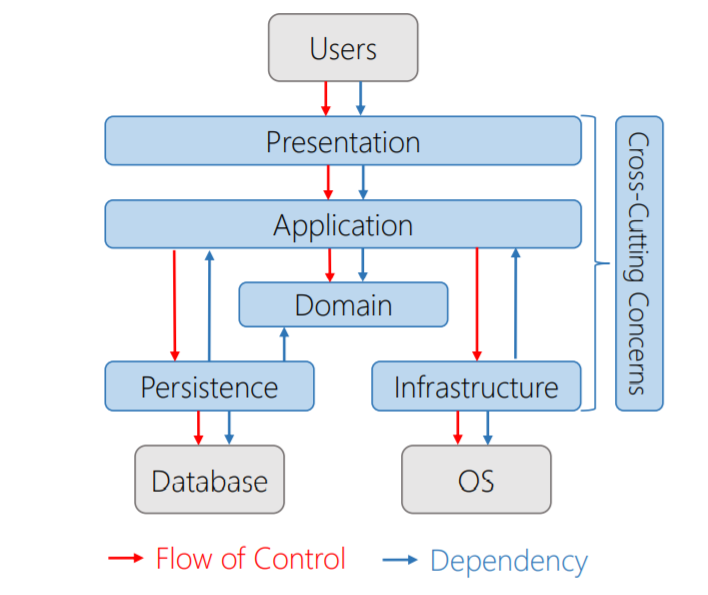 Users
Presentation
Application
Domain
Persistence
Infrastructure
Database
OS
Cross-Cutting Concerns
Flow of Control
Dependency